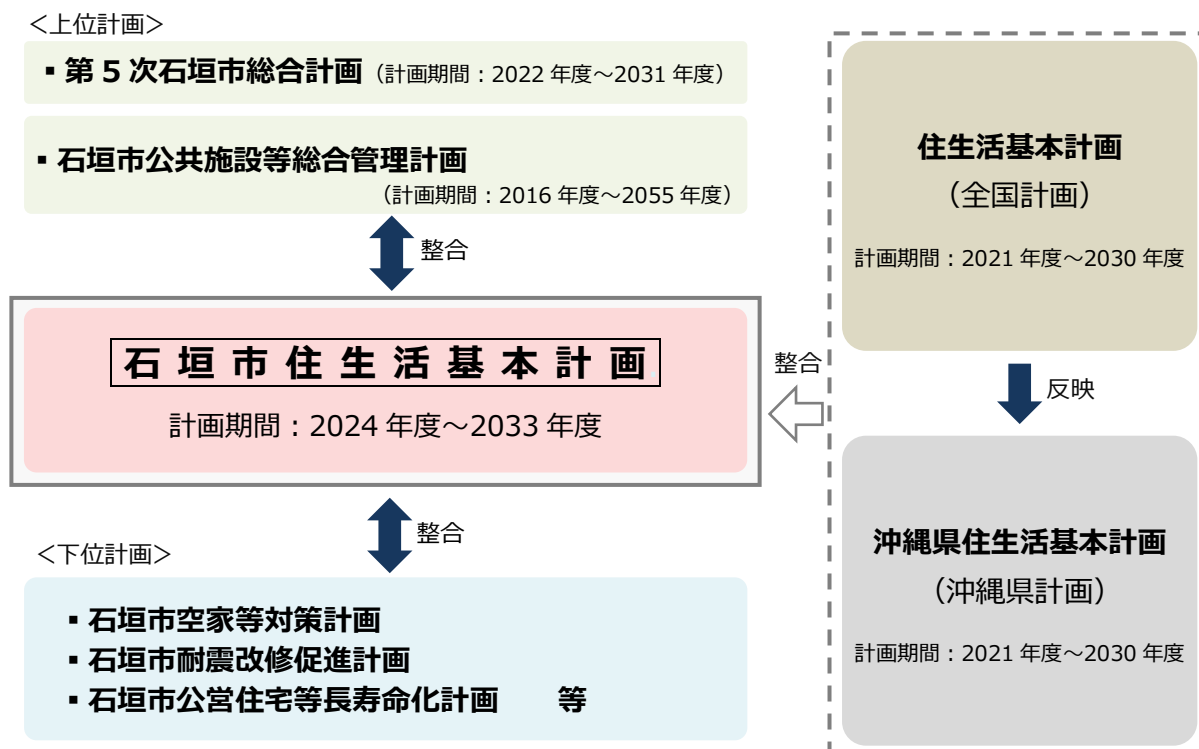 ＜上位計画＞
▪ 第 5 次石垣市総合計画（計画期間：2022 年度～2031 年度）
▪ 石垣市公共施設等総合管理計画
（計画期間：2016 年度～2055 年度）
整合
石 垣 市 住 生 活 基 本 計 画
計画期間：2024 年度～2033 年度
整合
＜下位計画＞
▪ 石垣市空家等対策計画
▪ 石垣市耐震改修促進計画
▪ 石垣市公営住宅等長寿命化計画　　等
整合
住生活基本計画
（全国計画）
計画期間：2021 年度～2030 年度
反映
沖縄県住生活基本計画
（沖縄県計画）
計画期間：2021 年度～2030 年度